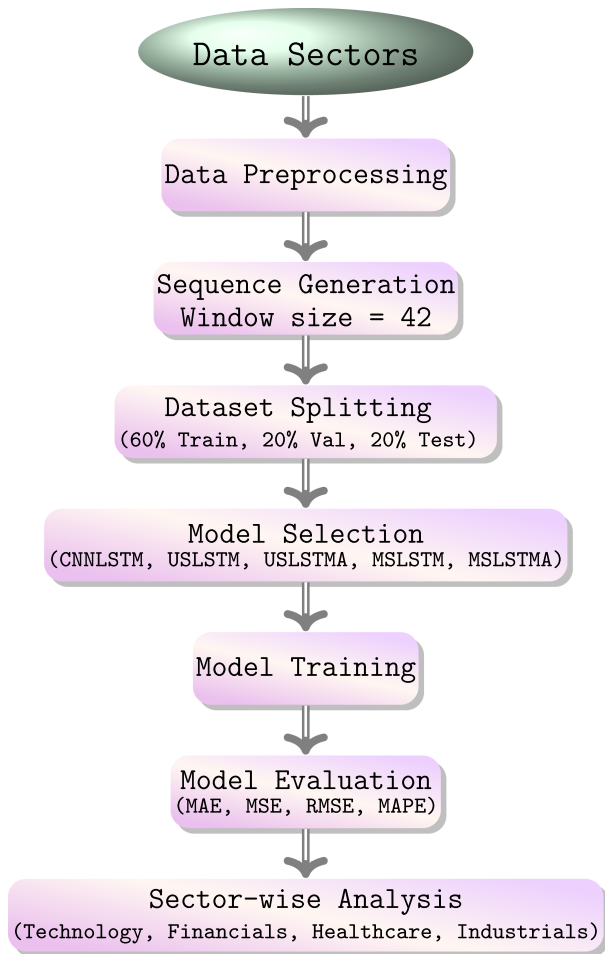 Data Sectors
Data Preprocessing
Sequence Generation
Window size = 42
Dataset Splitting
(60% Train, 20% Val, 20% Test)
Model Selection
(CNNLSTM, USLSTM, USLSTMA, MSLSTM, MSLSTMA)
Model Training
Model Evaluation
(MAE, MSE, RMSE, MAPE)
Sector-wise Analysis
(Technology, Financials, Healthcare, Industrials)